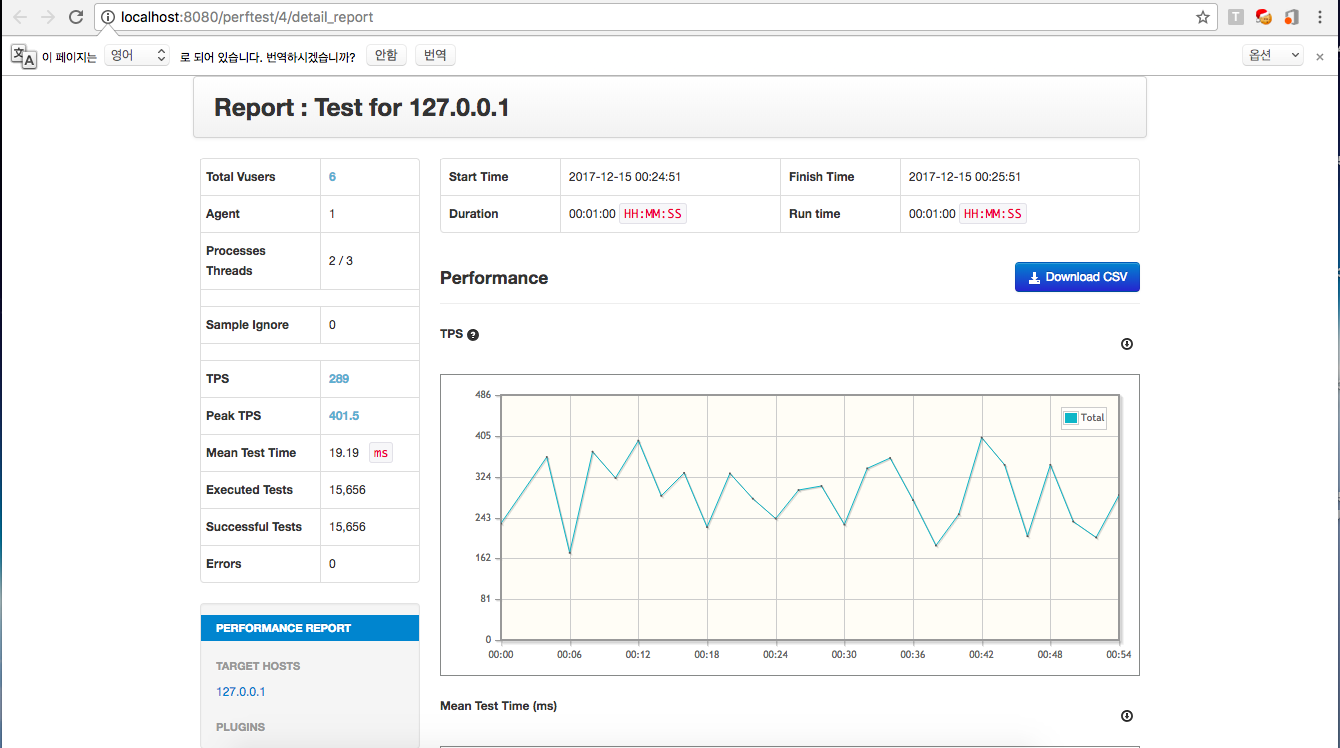 localhost:8080/perftest/4/detail_report
T
文
A
이 페이지는 영어 로 되어 있습니다. 번역하시겠습니까? 안함 번역 옵션 ×
Report : Test for 127.0.0.1
Total Vusers 6
Agent 1
Processes
Threads
2 / 3
Sample Ignore 0
TPS 289
Peak TPS 401.5
Mean Test Time 19.19 ms
Executed Tests 15,656
Successful Tests 15,656
Errors 0
PERFORMANCE REPORT
TARGET HOSTS
127.0.0.1
PLUGINS
Start Time 2017-12-15 00:24:51 Finish Time 2017-12-15 00:25:51
Duration 00:01:00 HH:MM:SS Run time 00:01:00 HH:MM:SS
Performance Download CSV
TPS ?
486
405
324
243
162
81
0
Total
00:00 00:06 00:12 00:18 00:24 00:30 00:36 00:42 00:48 00:54
Mean Test Time (ms)